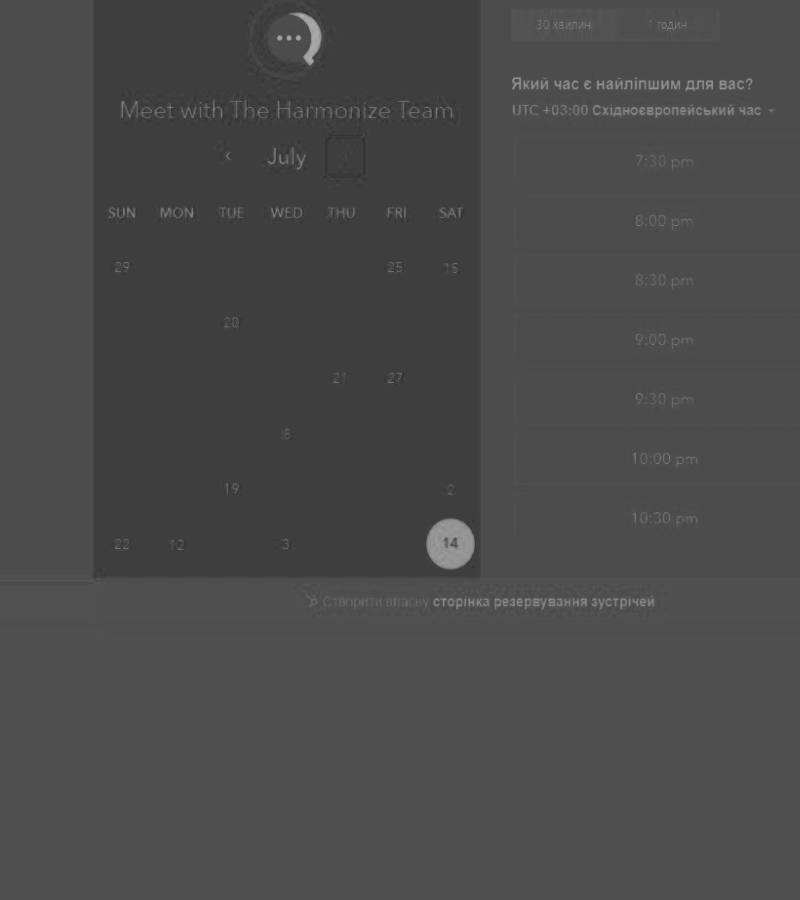 Meet with The Harmonize Team
July
SUN MON TUE WED THU FRI SAT
29 25 15
20
21 27
8
19 2
22 12 3 14
30 хвилин 1 годин
Який час є найліпшим для вас?
UTC +03:00 Східноєвропейський час
7:30 pm
8:00 pm
8:30 pm
9:00 pm
9:30 pm
10:00 pm
10:30 pm
Створити власну сторінка резервування зустрічей